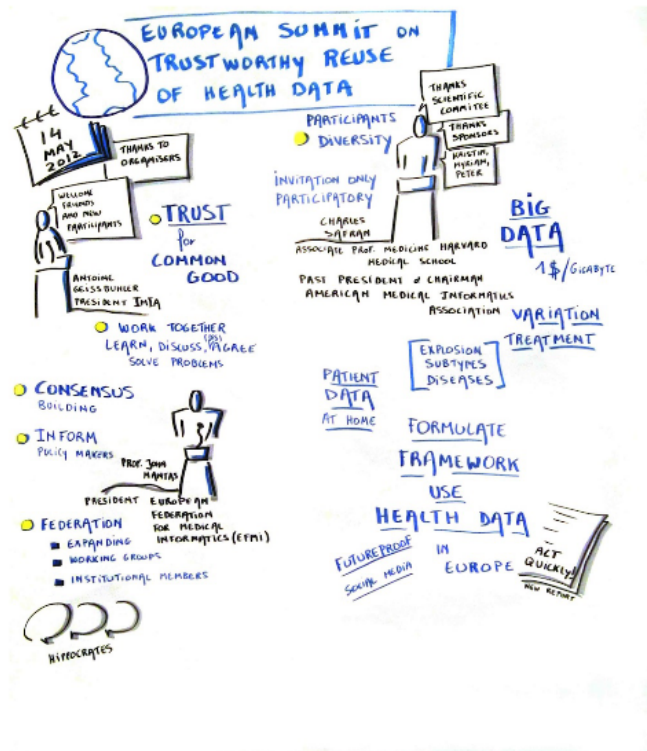 EUROPEAN SUMMIT ON
TRUSTWORTHY REUSE
OF HEALTH DATA
14
MAY
2012
THANKS TO
ORGANISERS
WELCOME
FRIENDS
AND NEW
PARTICIPANTS
TRUST
for
COMMON
GOOD
ANTOINE
GEISSBUHLER
PRESIDENT IMIA
WORK TOGETHER
LEARN, DISCUSS, (DIS)AGREE
SOLVE PROBLEMS
CONSENSUS
BUILDING
INFORM
POLICY MAKERS
PROF. JOHN
MANTAS
PRESIDENT EUROPEAN
FEDERATION
FOR MEDICAL
INFORMATICS (EFMI)
FEDERATION
EXPANDING
WORKING GROUPS
INSTITUTIONAL MEMBERS
HIPPOCRATES
PARTICIPANTS
DIVERSITY
INVITATION ONLY
PARTICIPATORY
THANKS
SCIENTIFIC
COMMITEE
THANKS
SPONSORS
KRISTIN,
MYRIAM,
PETER
CHARLES
SAFRAN
ASSOCIATE PROF. MEDICINE HARVARD
MEDICAL SCHOOL
PAST PRESIDENT & CHAIRMAN
AMERICAN MEDICAL INFORMATICS
ASSOCIATION
BIG
DATA
1$/GIGABYTE
VARIATION
TREATMENT
EXPLOSION
SUBTYPES
DISEASES
PATIENT
DATA
AT HOME
FORMULATE
FRAMEWORK
USE
HEALTH DATA
IN
EUROPE
FUTUREPROOF
SOCIAL MEDIA
ACT
QUICKLY!
NEW REPORT